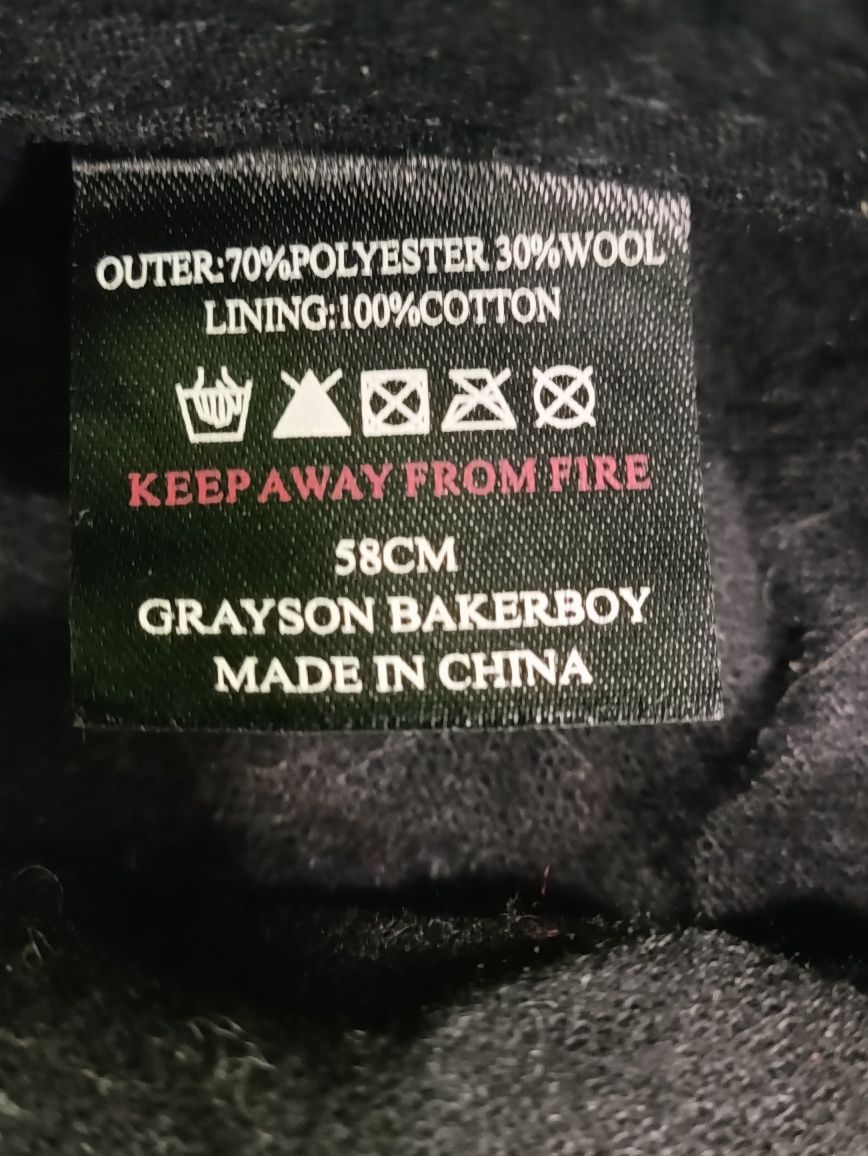 OUTER:70%POLYESTER 30%WOOL
LINING:100%COTTON
KEEP AWAY FROM FIRE
58CM
GRAYSON BAKERBOY
MADE IN CHINA